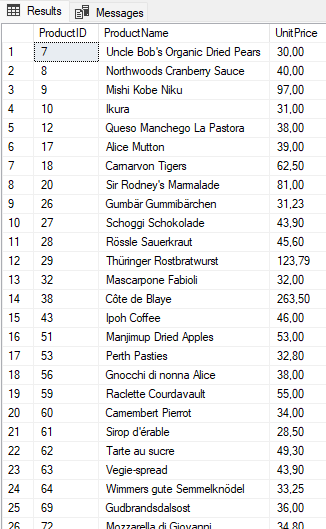 Results Messages
ProductID ProductName UnitPrice
1 7 Uncle Bob's Organic Dried Pears 30,00
2 8 Northwoods Cranberry Sauce 40,00
3 9 Mishi Kobe Niku 97,00
4 10 Ikura 31,00
5 12 Queso Manchego La Pastora 38,00
6 17 Alice Mutton 39,00
7 18 Carnarvon Tigers 62,50
8 20 Sir Rodney's Marmalade 81,00
9 26 Gumbär Gummibärchen 31,23
10 27 Schoggi Schokolade 43,90
11 28 Rössle Sauerkraut 45,60
12 29 Thüringer Rostbratwurst 123,79
13 32 Mascarpone Fabioli 32,00
14 38 Côte de Blaye 263,50
15 43 Ipoh Coffee 46,00
16 51 Manjimup Dried Apples 53,00
17 53 Perth Pasties 32,80
18 56 Gnocchi di nonna Alice 38,00
19 59 Raclette Courdavault 55,00
20 60 Camembert Pierrot 34,00
21 61 Sirop d'érable 28,50
22 62 Tarte au sucre 49,30
23 63 Vegie-spread 43,90
24 64 Wimmers gute Semmelknödel 33,25
25 69 Gudbrandsdalsost 36,00
26 72 Mozzarella di Giovanni 34,80